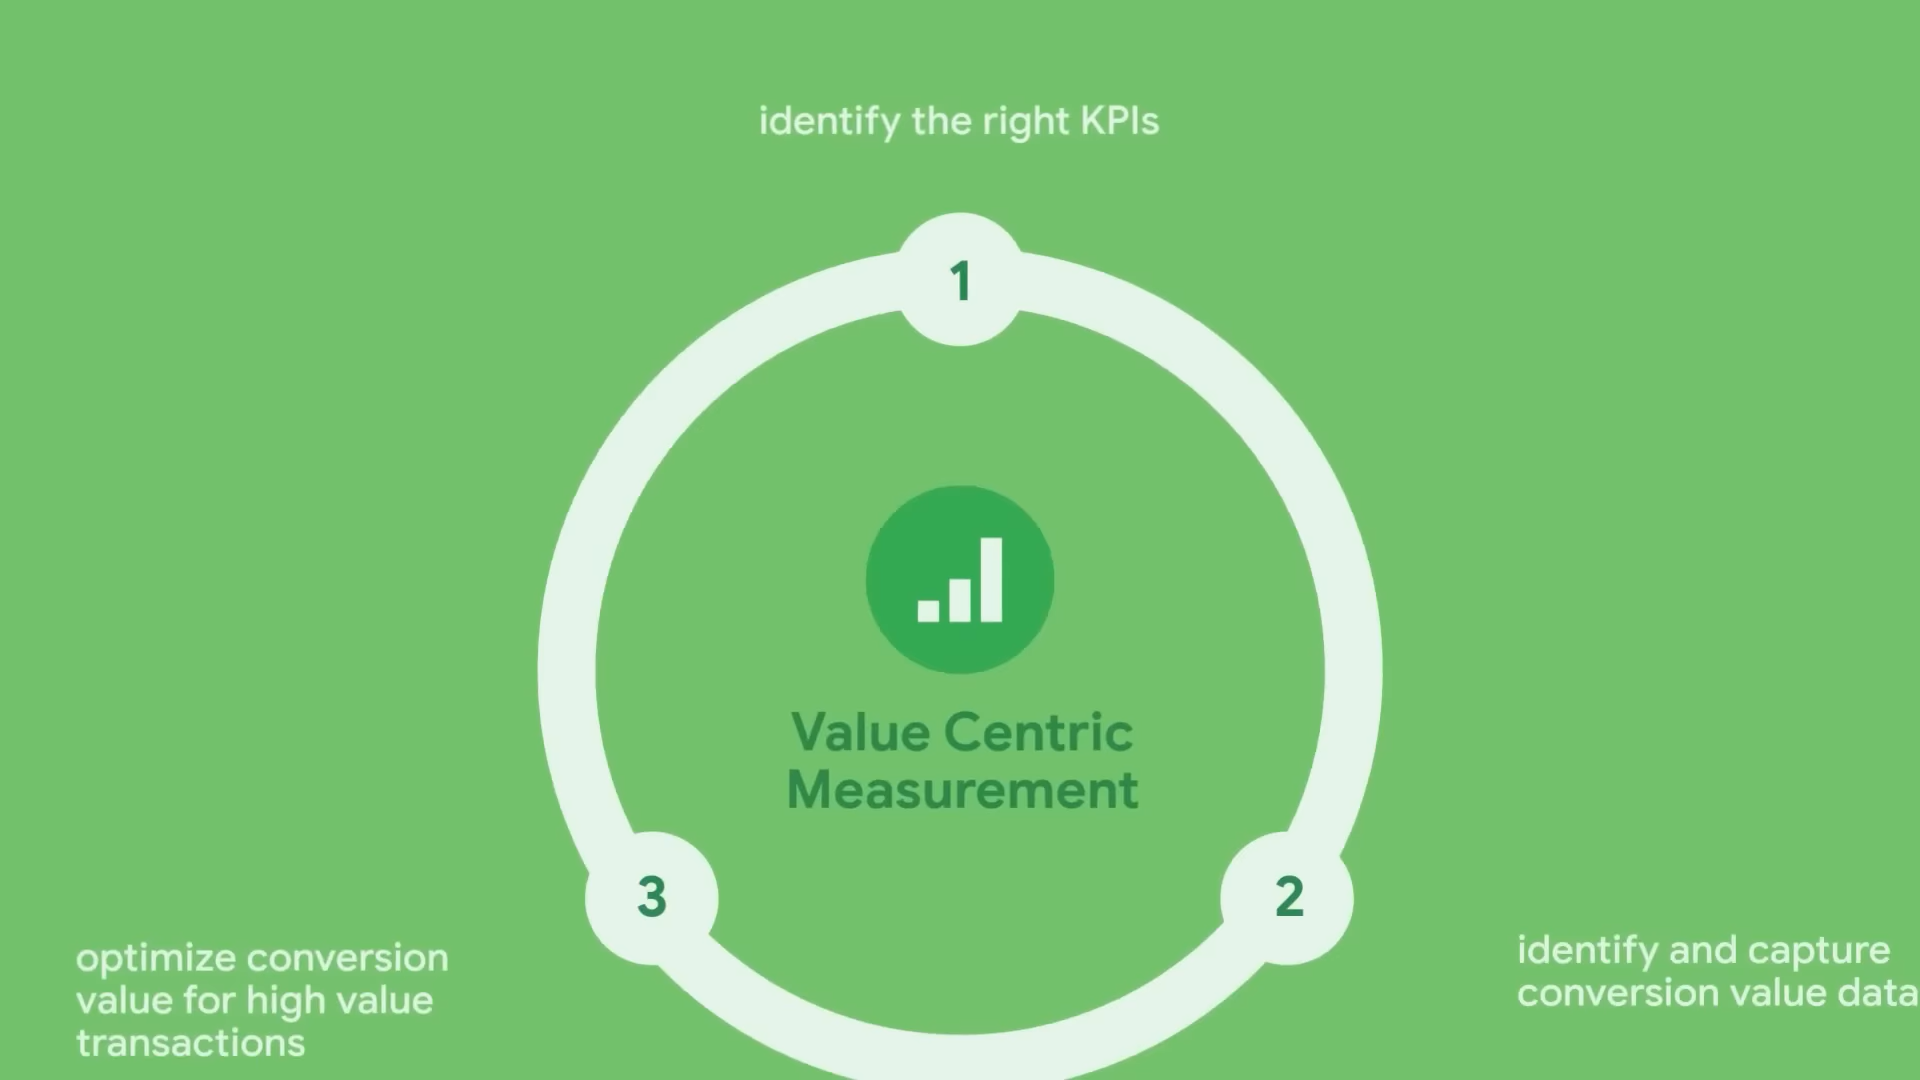 identify the right KPIs
1
Value Centric
Measurement
3
2
optimize conversion
value for high value
transactions
identify and capture
conversion value data